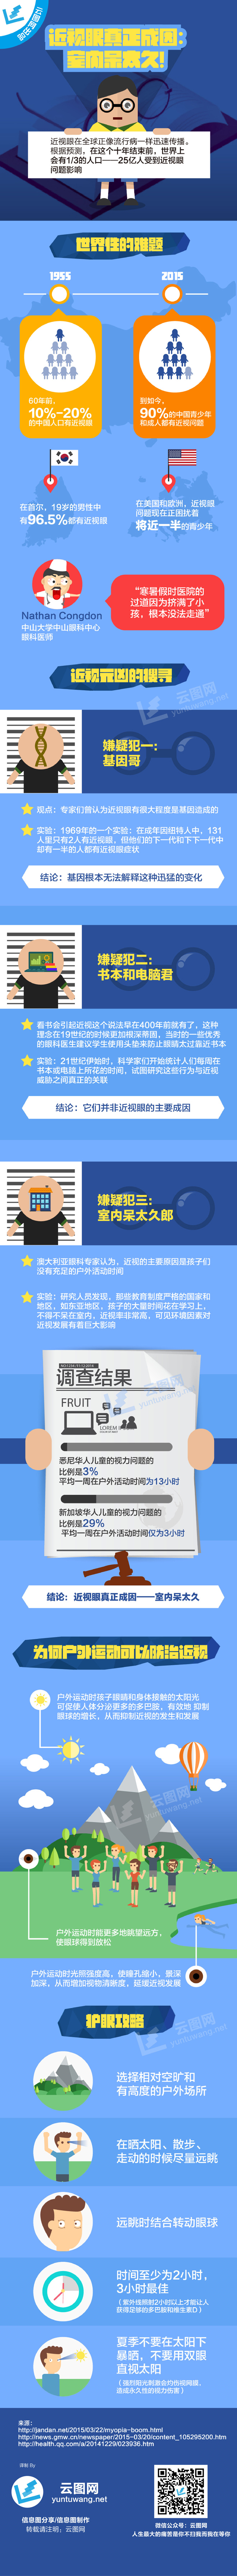 云图网原创
近视眼真正成因:
室内呆太久!
近视眼在全球正像流行病一样迅速传播。
根据预测，在这个十年结束前，世界上
会有1/3的人口——25亿人受到近视眼
问题影响
世界性的难题
1955
2015
60年前，
10%-20%
的中国人口有近视眼
到如今，
90%的中国青少年
和成人都有近视问题
在首尔，19岁的男性中
有96.5%都有近视眼
在美国和欧洲，近视眼
问题现在正困扰着
将近一半的青少年
Nathan Congdon
中山大学中山眼科中心
眼科医师
“寒暑假时医院的
过道因为挤满了小
孩，根本没法走通”
近视元凶的搜寻
云图网
yuntuwang.net
嫌疑犯一：
基因哥
观点：专家们曾认为近视眼有很大程度是基因造成的
实验：1969年的一个实验：在成年因纽特人中，131
人里只有2人有近视眼，但他们的下一代和下下一代中
却有一半的人都有近视眼症状
结论：基因根本无法解释这种迅猛的变化
嫌疑犯二：
书本和电脑君
看书会引起近视这个说法早在400年前就有了，这种
理念在19世纪的时候更加根深蒂固，当时的一些优秀
的眼科医生建议学生使用头垫来防止眼睛太过靠近书本
实验：21世纪伊始时，科学家们开始统计人们每周在
书本或电脑上所花的时间，试图研究这些行为与近视
威胁之间真正的关联
结论：它们并非近视眼的主要成因
嫌疑犯三：
室内呆太久郎
澳大利亚眼科专家认为，近视的主要原因是孩子们
没有充足的户外活动时间
实验：研究人员发现，那些教育制度严格的国家和
地区，如东亚地区，孩子的大量时间花在学习上，
不得不呆在室内，近视率非常高，可见环境因素对
近视发展有着巨大影响
调查结果
FRUIT
LOREM
悉尼华人儿童的视力问题的
比例是3%
平均一周在户外活动时间为13小时
新加坡华人儿童的视力问题的
比例是29%
平均一周在户外活动时间仅为3小时
结论：近视眼真正成因——室内呆太久
为何户外运动可以防治近视
户外运动时孩子眼睛和身体接触的太阳光
可促使人体分泌更多的多巴胺，有效地 抑制
眼球的增长，从而抑制近视的发生和发展
云图网
yuntuwang.net
户外运动时能更多地眺望远方，
使眼球得到放松
户外运动时光照强度高，使瞳孔缩小，景深
加深，从而增加视物清晰度，延缓近视发展
护眼攻略
云图网
yuntuwang.net
选择相对空旷和
有高度的户外场所
在晒太阳、散步、
走动的时候尽量远眺
远眺时结合转动眼球
时间至少为2小时，
3小时最佳
（紫外线照射2小时以上才能让人
获得足够的多巴胺和维生素D）
夏季不要在太阳下
暴晒，不要用双眼
直视太阳
（强烈阳光刺激会灼伤视网膜，
造成永久性的视力伤害）
来源：
http://jandan.net/2015/03/22/myopia-boom.html
http://news.gmw.cn/newspaper/2015-03/20/content_105295200.htm
http://health.qq.com/a/20141229/023936.htm
译制 By
云图网
yuntuwang.net
信息图分享/信息图制作
转载请注明，云图网
微信公众号：云图网
人生最大的痛苦是你不扫我而我在等你